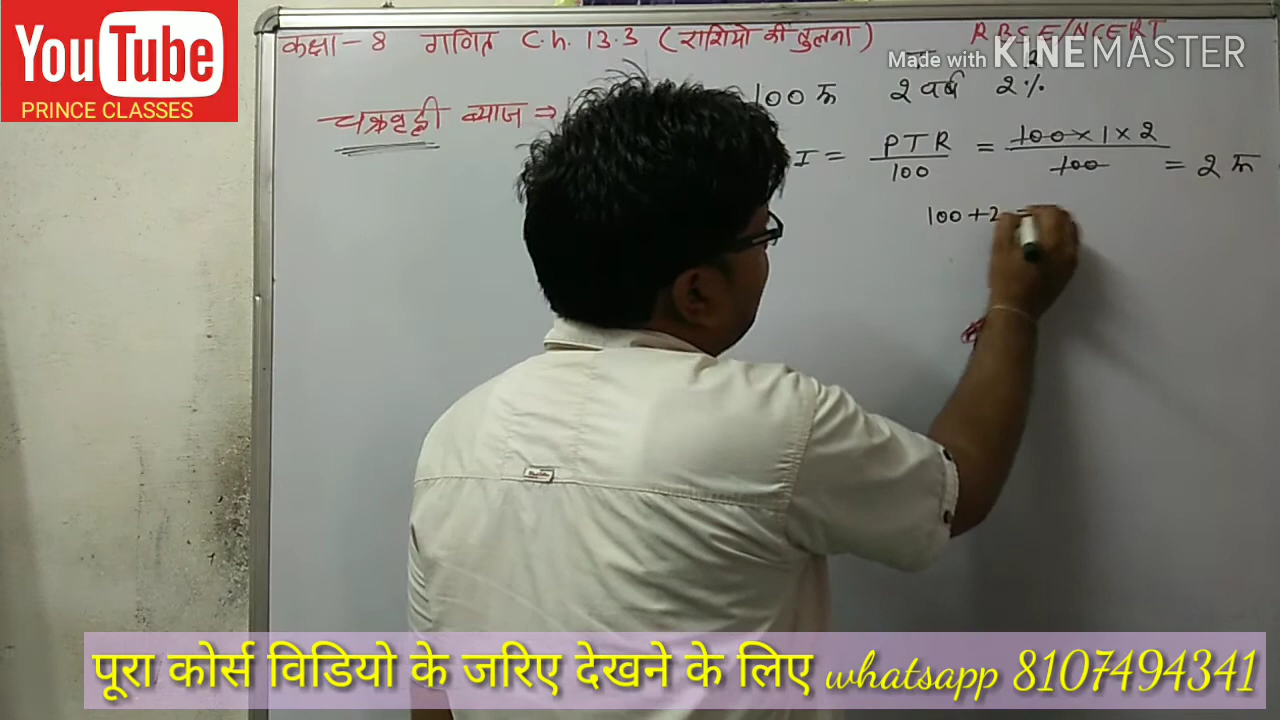 YouTube
PRINCE CLASSES
कक्षा - 8 गणित Ch. 13.3 (राशियो की तुलना) RBSE/NCERT
Made with KINEMASTER
चक्रवृद्धी ब्याज ⇒ 100 रू 2 वर्ष 2%
I = PTR/100 = 100×1×2/100 = 2 रू
100+2 =
पूरा कोर्स विडियो के जरिए देखने के लिए whatsapp 8107494341